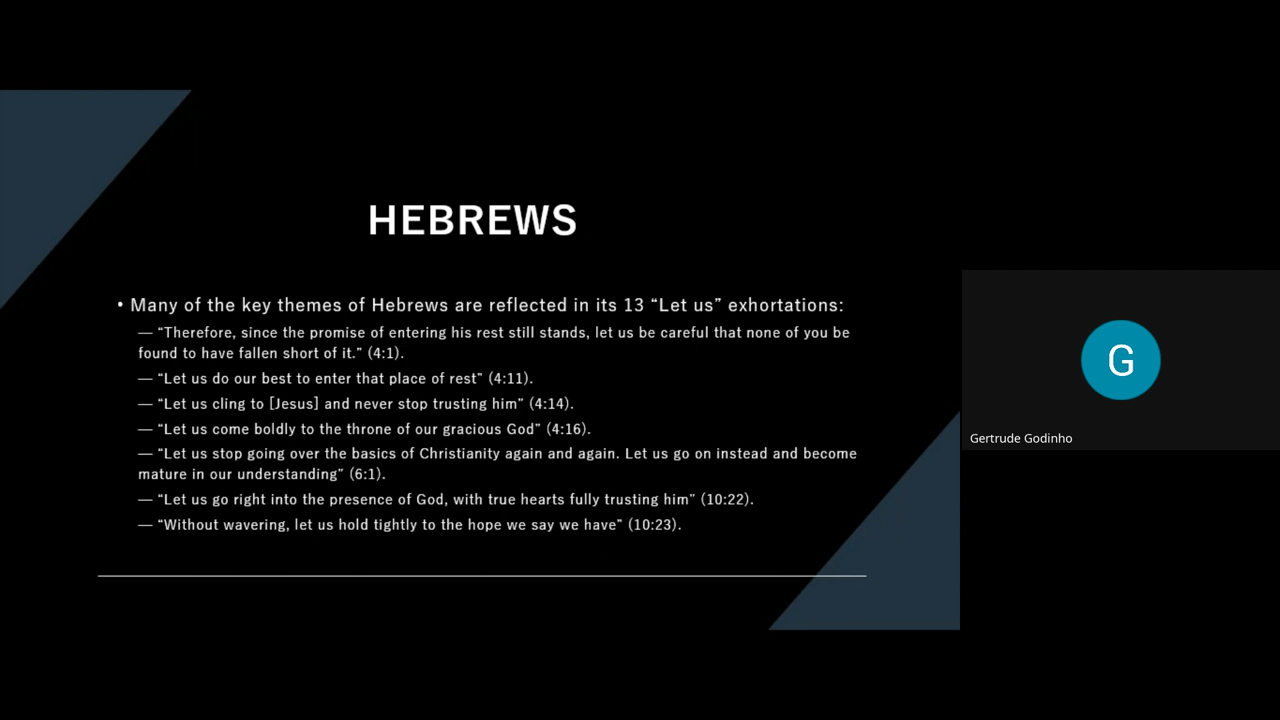 HEBREWS
• Many of the key themes of Hebrews are reflected in its 13 “Let us” exhortations:
— “Therefore, since the promise of entering his rest still stands, let us be careful that none of you be
found to have fallen short of it.” (4:1).
— “Let us do our best to enter that place of rest” (4:11).
— “Let us cling to [Jesus] and never stop trusting him” (4:14).
— “Let us come boldly to the throne of our gracious God” (4:16).
— “Let us stop going over the basics of Christianity again and again. Let us go on instead and become
mature in our understanding” (6:1).
— “Let us go right into the presence of God, with true hearts fully trusting him” (10:22).
— “Without wavering, let us hold tightly to the hope we say we have” (10:23).
G
Gertrude Godinho